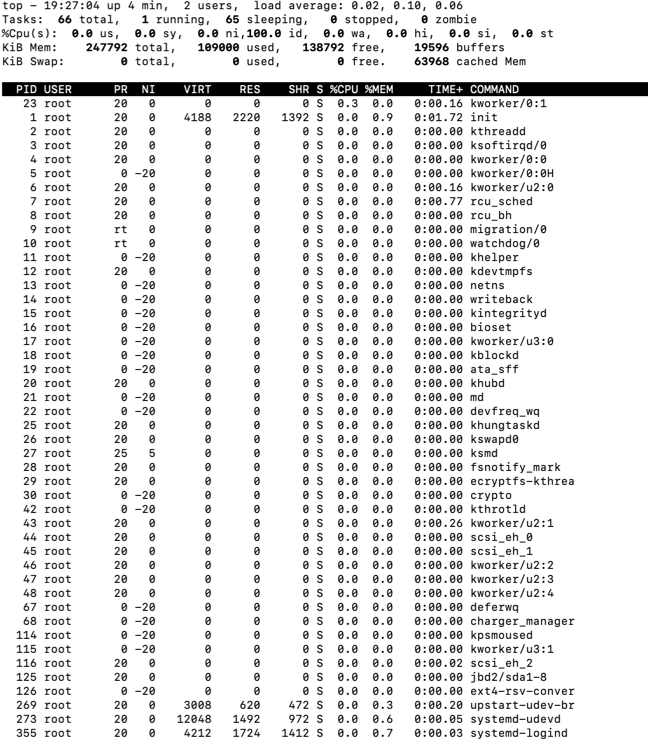 top - 19:27:04 up 4 min,  2 users,  load average: 0.02, 0.10, 0.06
Tasks:  66 total,   1 running,  65 sleeping,   0 stopped,   0 zombie
%Cpu(s):  0.0 us,  0.0 sy,  0.0 ni,100.0 id,  0.0 wa,  0.0 hi,  0.0 si,  0.0 st
KiB Mem:    247792 total,   109000 used,   138792 free,    19596 buffers
KiB Swap:        0 total,        0 used,        0 free.    63968 cached Mem
PID USER      PR  NI    VIRT    RES    SHR S %CPU %MEM     TIME+ COMMAND
23 root      20   0       0      0      0 S  0.3  0.0   0:00.16 kworker/0:1
1 root      20   0    4188   2220   1392 S  0.0  0.9   0:01.72 init
2 root      20   0       0      0      0 S  0.0  0.0   0:00.00 kthreadd
3 root      20   0       0      0      0 S  0.0  0.0   0:00.00 ksoftirqd/0
4 root      20   0       0      0      0 S  0.0  0.0   0:00.00 kworker/0:0
5 root       0 -20       0      0      0 S  0.0  0.0   0:00.00 kworker/0:0H
6 root      20   0       0      0      0 S  0.0  0.0   0:00.16 kworker/u2:0
7 root      20   0       0      0      0 S  0.0  0.0   0:00.77 rcu_sched
8 root      20   0       0      0      0 S  0.0  0.0   0:00.00 rcu_bh
9 root      rt   0       0      0      0 S  0.0  0.0   0:00.00 migration/0
10 root      rt   0       0      0      0 S  0.0  0.0   0:00.00 watchdog/0
11 root       0 -20       0      0      0 S  0.0  0.0   0:00.00 khelper
12 root      20   0       0      0      0 S  0.0  0.0   0:00.00 kdevtmpfs
13 root       0 -20       0      0      0 S  0.0  0.0   0:00.00 netns
14 root       0 -20       0      0      0 S  0.0  0.0   0:00.00 writeback
15 root       0 -20       0      0      0 S  0.0  0.0   0:00.00 kintegrityd
16 root       0 -20       0      0      0 S  0.0  0.0   0:00.00 bioset
17 root       0 -20       0      0      0 S  0.0  0.0   0:00.00 kworker/u3:0
18 root       0 -20       0      0      0 S  0.0  0.0   0:00.00 kblockd
19 root       0 -20       0      0      0 S  0.0  0.0   0:00.00 ata_sff
20 root      20   0       0      0      0 S  0.0  0.0   0:00.00 khubd
21 root       0 -20       0      0      0 S  0.0  0.0   0:00.00 md
22 root       0 -20       0      0      0 S  0.0  0.0   0:00.00 devfreq_wq
25 root      20   0       0      0      0 S  0.0  0.0   0:00.00 khungtaskd
26 root      20   0       0      0      0 S  0.0  0.0   0:00.00 kswapd0
27 root      25   5       0      0      0 S  0.0  0.0   0:00.00 ksmd
28 root      20   0       0      0      0 S  0.0  0.0   0:00.00 fsnotify_mark
29 root      20   0       0      0      0 S  0.0  0.0   0:00.00 ecryptfs-kthrea
30 root       0 -20       0      0      0 S  0.0  0.0   0:00.00 crypto
42 root       0 -20       0      0      0 S  0.0  0.0   0:00.00 kthrotld
43 root      20   0       0      0      0 S  0.0  0.0   0:00.26 kworker/u2:1
44 root      20   0       0      0      0 S  0.0  0.0   0:00.00 scsi_eh_0
45 root      20   0       0      0      0 S  0.0  0.0   0:00.00 scsi_eh_1
46 root      20   0       0      0      0 S  0.0  0.0   0:00.00 kworker/u2:2
47 root      20   0       0      0      0 S  0.0  0.0   0:00.00 kworker/u2:3
48 root      20   0       0      0      0 S  0.0  0.0   0:00.00 kworker/u2:4
67 root       0 -20       0      0      0 S  0.0  0.0   0:00.00 deferwq
68 root       0 -20       0      0      0 S  0.0  0.0   0:00.00 charger_manager
114 root       0 -20       0      0      0 S  0.0  0.0   0:00.00 kpsmoused
115 root       0 -20       0      0      0 S  0.0  0.0   0:00.00 kworker/u3:1
116 root      20   0       0      0      0 S  0.0  0.0   0:00.02 scsi_eh_2
125 root      20   0       0      0      0 S  0.0  0.0   0:00.00 jbd2/sda1-8
126 root       0 -20       0      0      0 S  0.0  0.0   0:00.00 ext4-rsv-conver
269 root      20   0    3008    620    472 S  0.0  0.3   0:00.20 upstart-udev-br
273 root      20   0   12048   1492    972 S  0.0  0.6   0:00.05 systemd-udevd
355 root      20   0    4212   1724   1412 S  0.0  0.7   0:00.03 systemd-logind